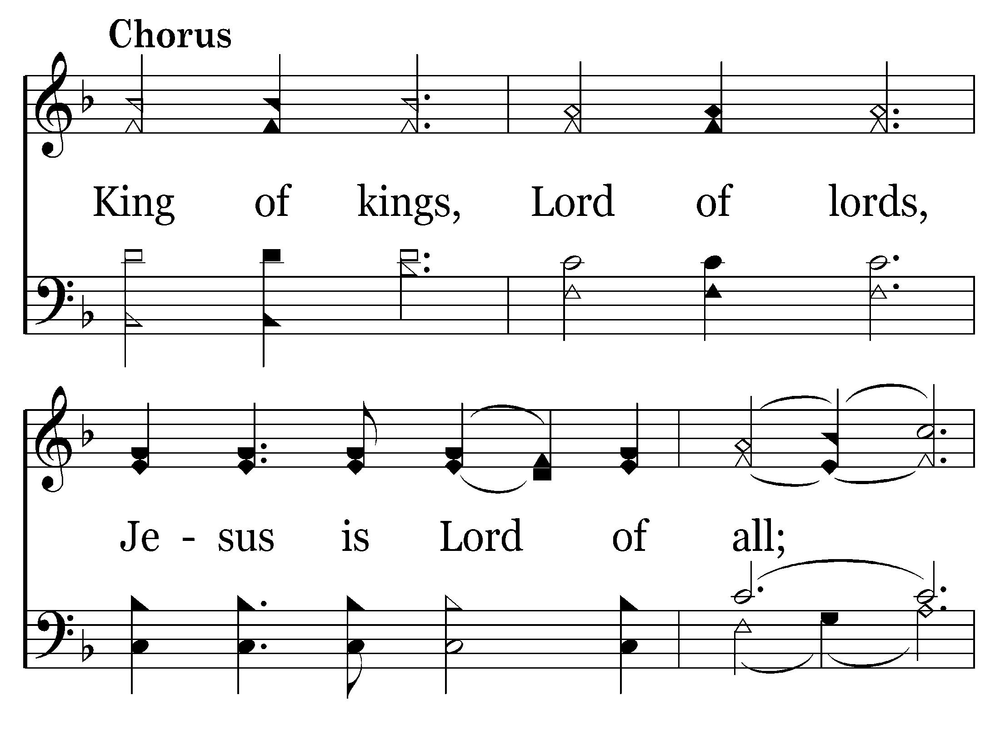 Chorus
King of kings, Lord of lords,
Je - sus is Lord of all;